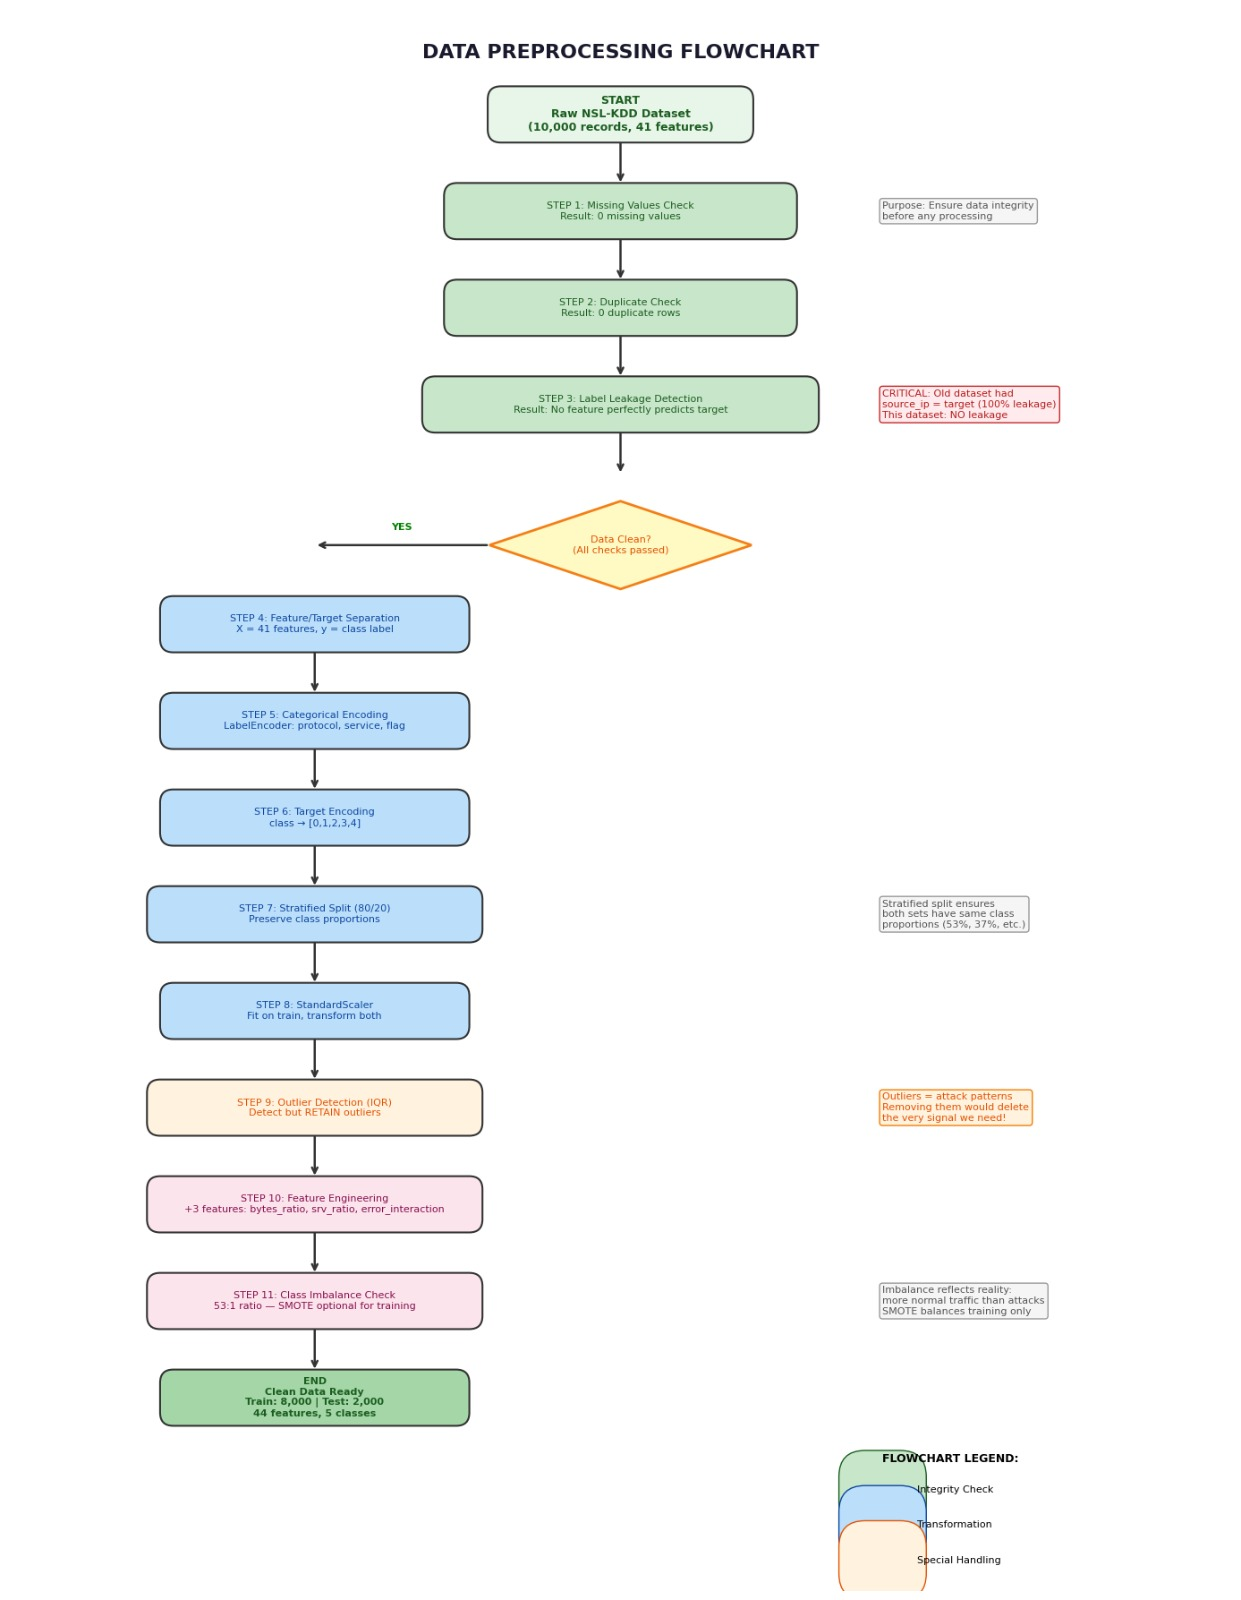 DATA PREPROCESSING FLOWCHART
START
Raw NSL-KDD Dataset
(10,000 records, 41 features)
STEP 1: Missing Values Check
Result: 0 missing values
Purpose: Ensure data integrity
before any processing
STEP 2: Duplicate Check
Result: 0 duplicate rows
STEP 3: Label Leakage Detection
Result: No feature perfectly predicts target
CRITICAL: Old dataset had
source_ip = target (100% leakage)
This dataset: NO leakage
YES
Data Clean?
(All checks passed)
STEP 4: Feature/Target Separation
X = 41 features, y = class label
STEP 5: Categorical Encoding
LabelEncoder: protocol, service, flag
STEP 6: Target Encoding
class → [0,1,2,3,4]
STEP 7: Stratified Split (80/20)
Preserve class proportions
Stratified split ensures
both sets have same class
proportions (53%, 37%, etc.)
STEP 8: StandardScaler
Fit on train, transform both
STEP 9: Outlier Detection (IQR)
Detect but RETAIN outliers
Outliers = attack patterns
Removing them would delete
the very signal we need!
STEP 10: Feature Engineering
+3 features: bytes_ratio, srv_ratio, error_interaction
STEP 11: Class Imbalance Check
53:1 ratio — SMOTE optional for training
Imbalance reflects reality:
more normal traffic than attacks
SMOTE balances training only
END
Clean Data Ready
Train: 8,000 | Test: 2,000
44 features, 5 classes
FLOWCHART LEGEND:
Integrity Check
Transformation
Special Handling